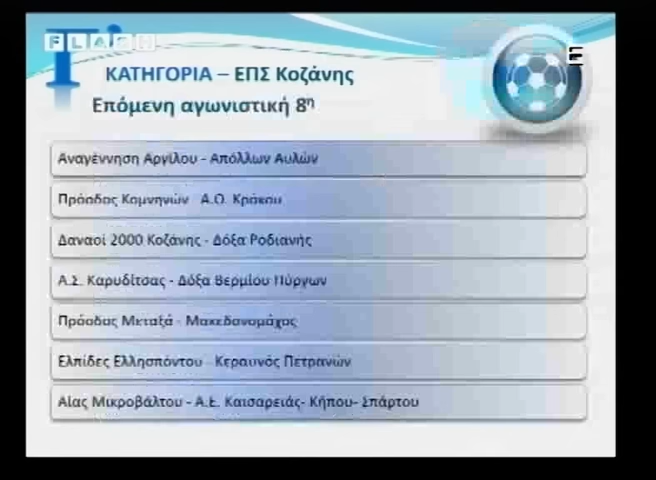 FLASH
Γ' ΚΑΤΗΓΟΡΙΑ – ΕΠΣ Κοζάνης
Επόμενη αγωνιστική 8η
Αναγέννηση Αργίλου - Απόλλων Αυλών
Πρόοδος Κομνηνών - Α.Ο. Κρόκου
Δαναοί 2000 Κοζάνης - Δόξα Ροδιανής
Α.Σ. Καρυδίτσας - Δόξα Βερμίου Πύργων
Πρόοδος Μεταξά - Μακεδονομάχος
Ελπίδες Ελλησπόντου - Κεραυνός Πετρανών
Αίας Μικροβάλτου - Α.Ε. Καισαρειάς- Κήπου- Σπάρτου